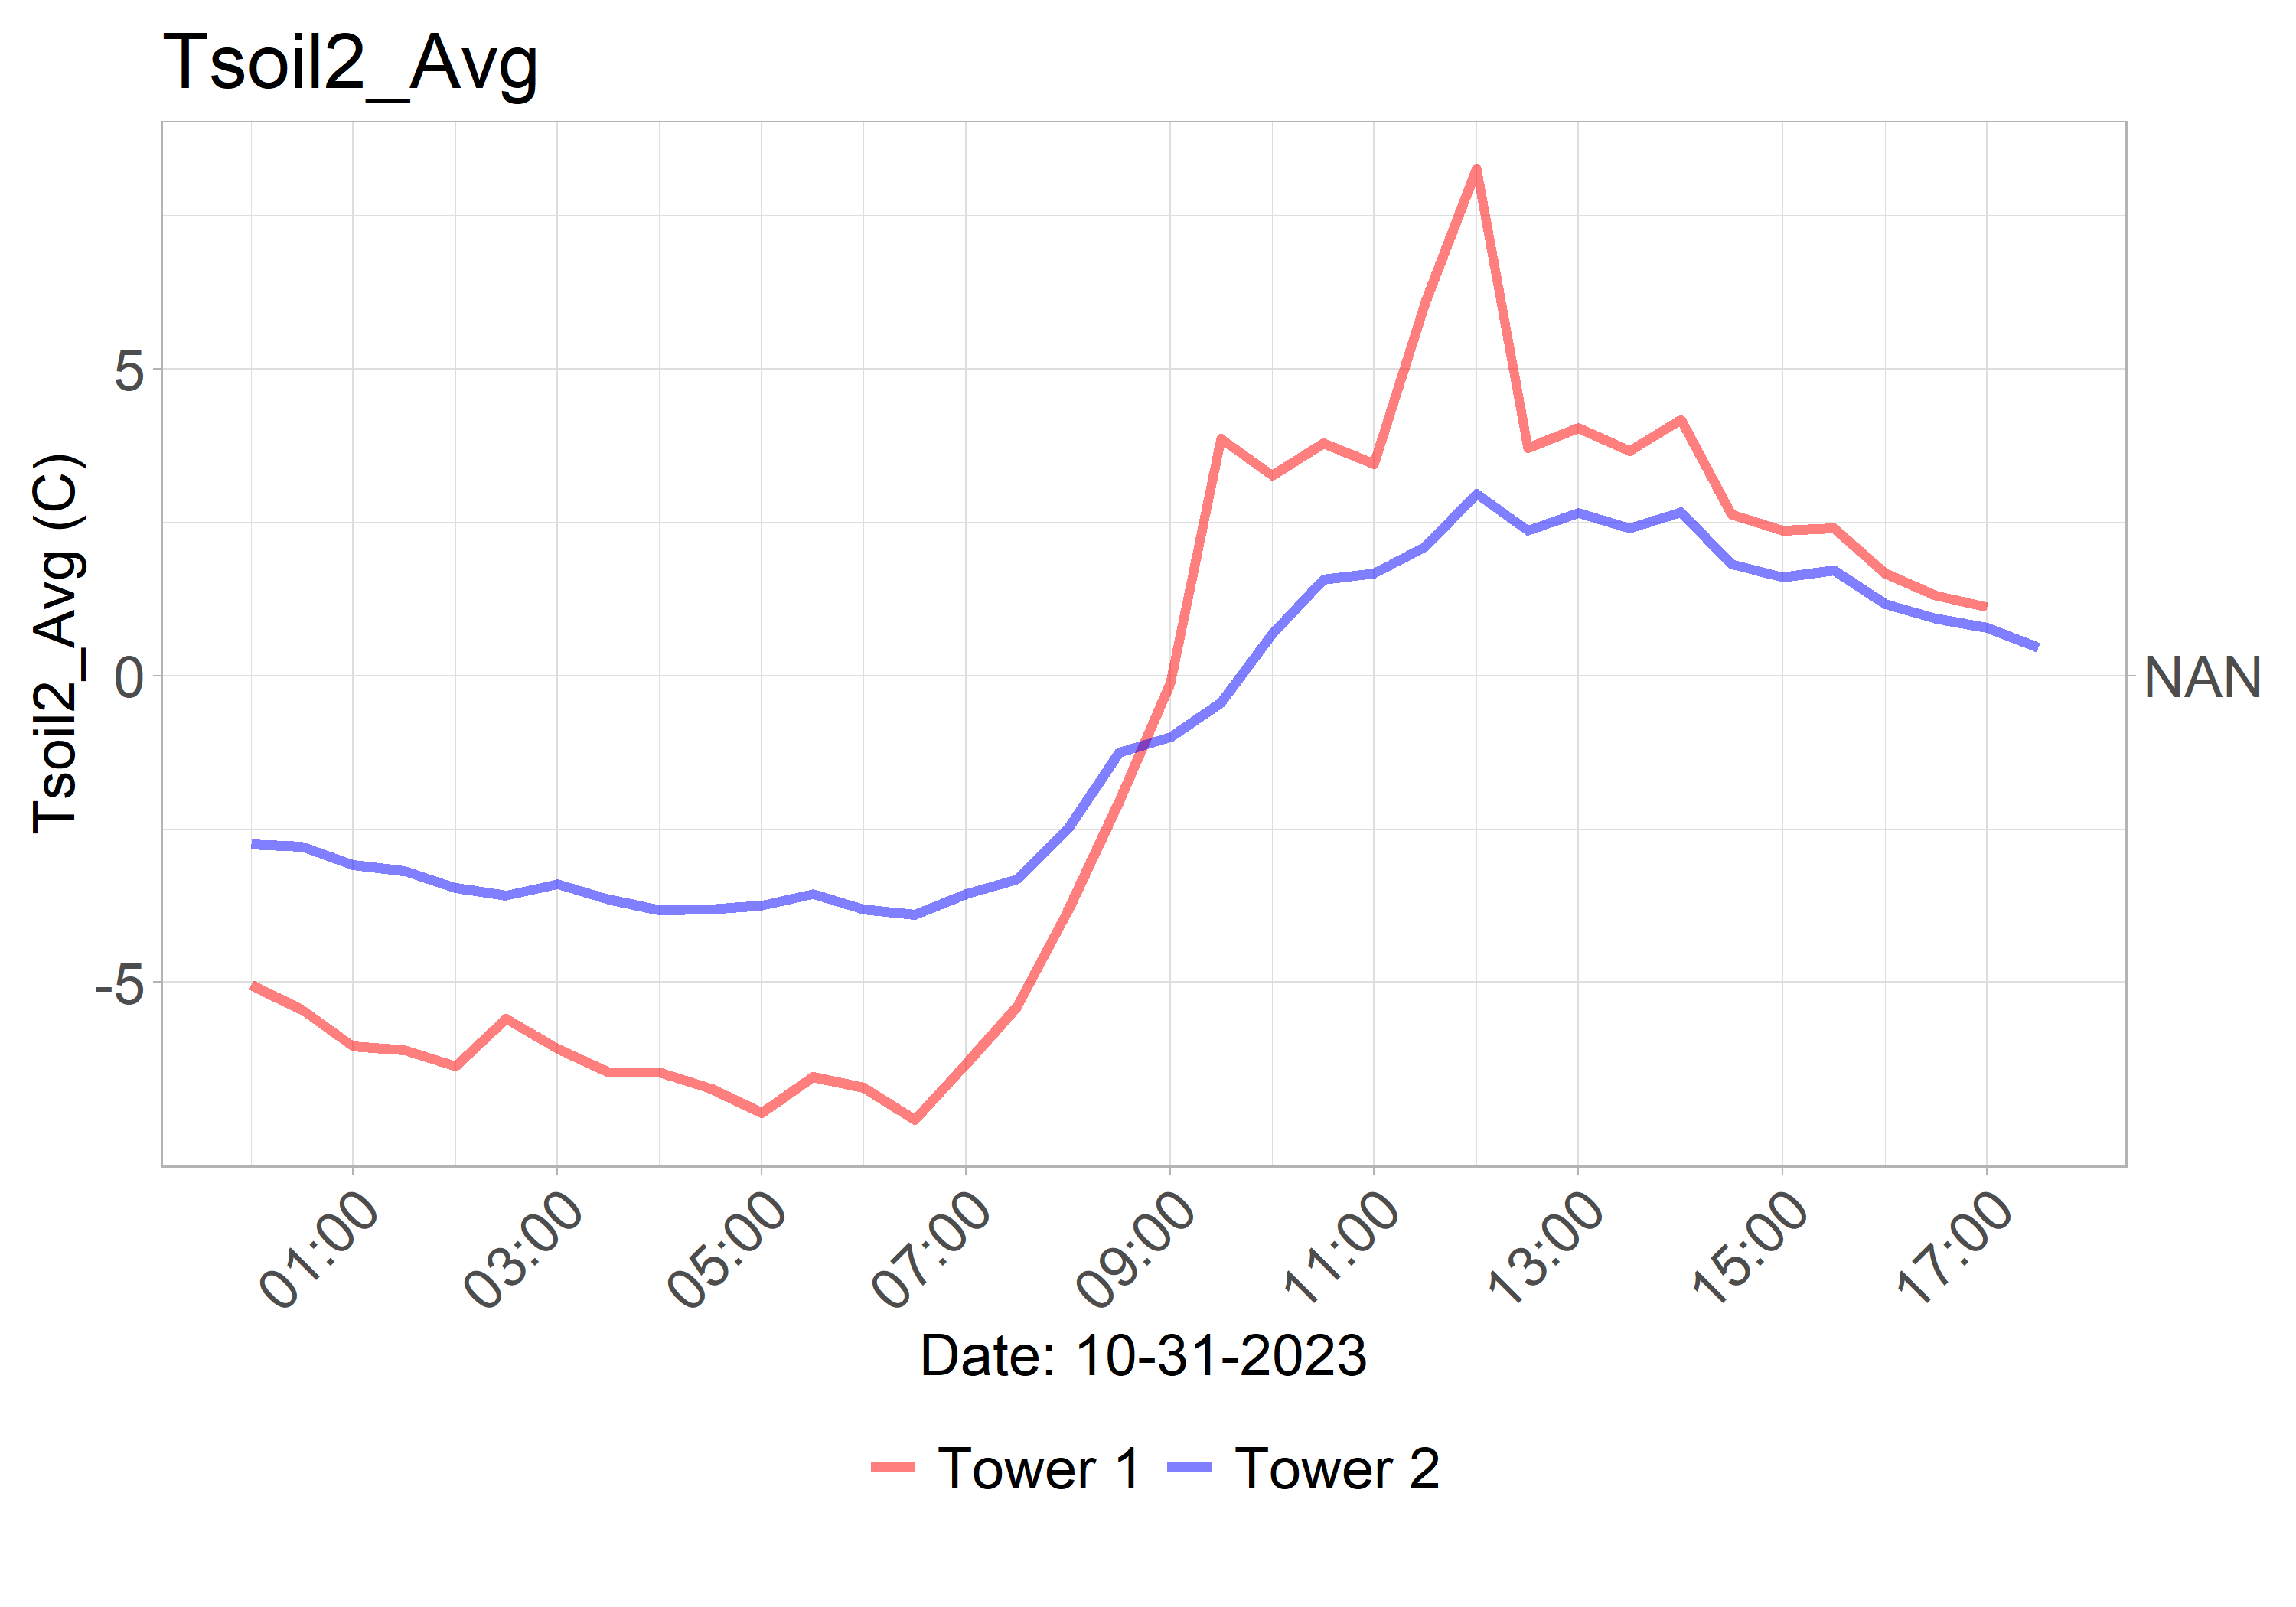 Tsoil2_Avg
Tsoil2_Avg (C)
5
0
-5
NAN
01:00 03:00 05:00 07:00 09:00 11:00 13:00 15:00 17:00
Date: 10-31-2023
Tower 1 Tower 2